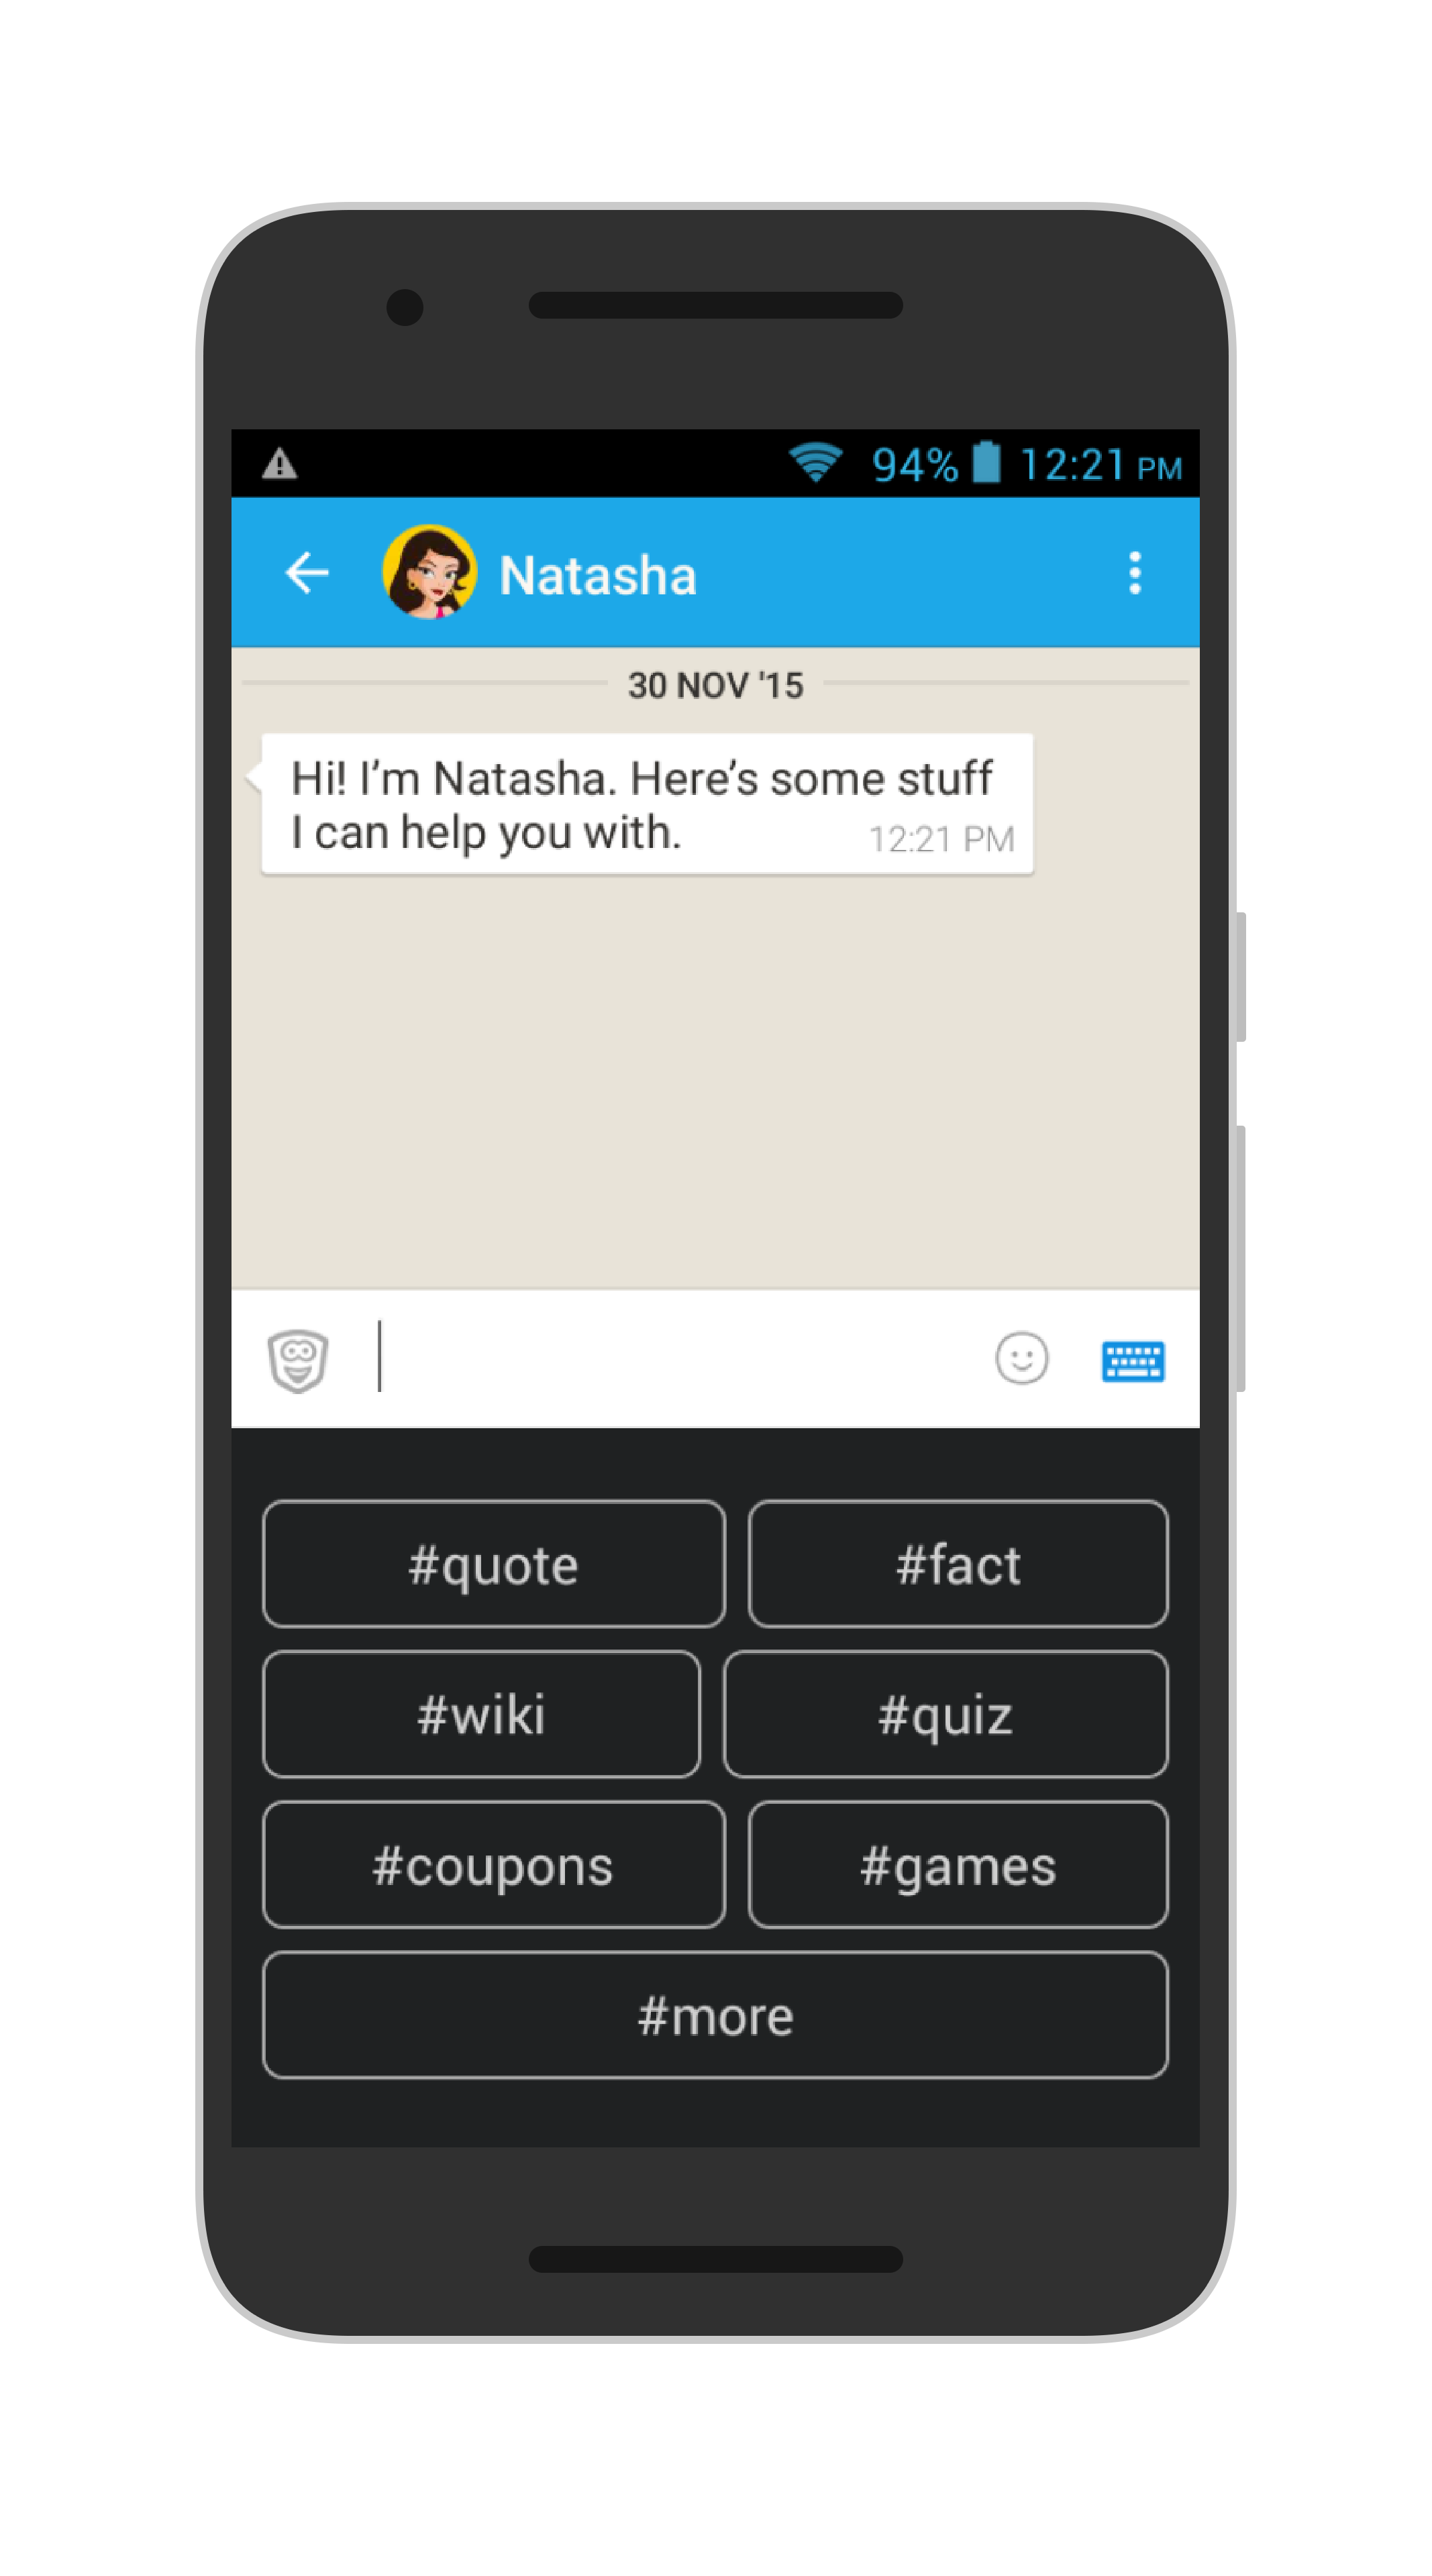 94% 12:21 PM
Natasha
30 NOV '15
Hi! I’m Natasha. Here’s some stuff
I can help you with. 12:21 PM
#quote #fact
#wiki #quiz
#coupons #games
#more